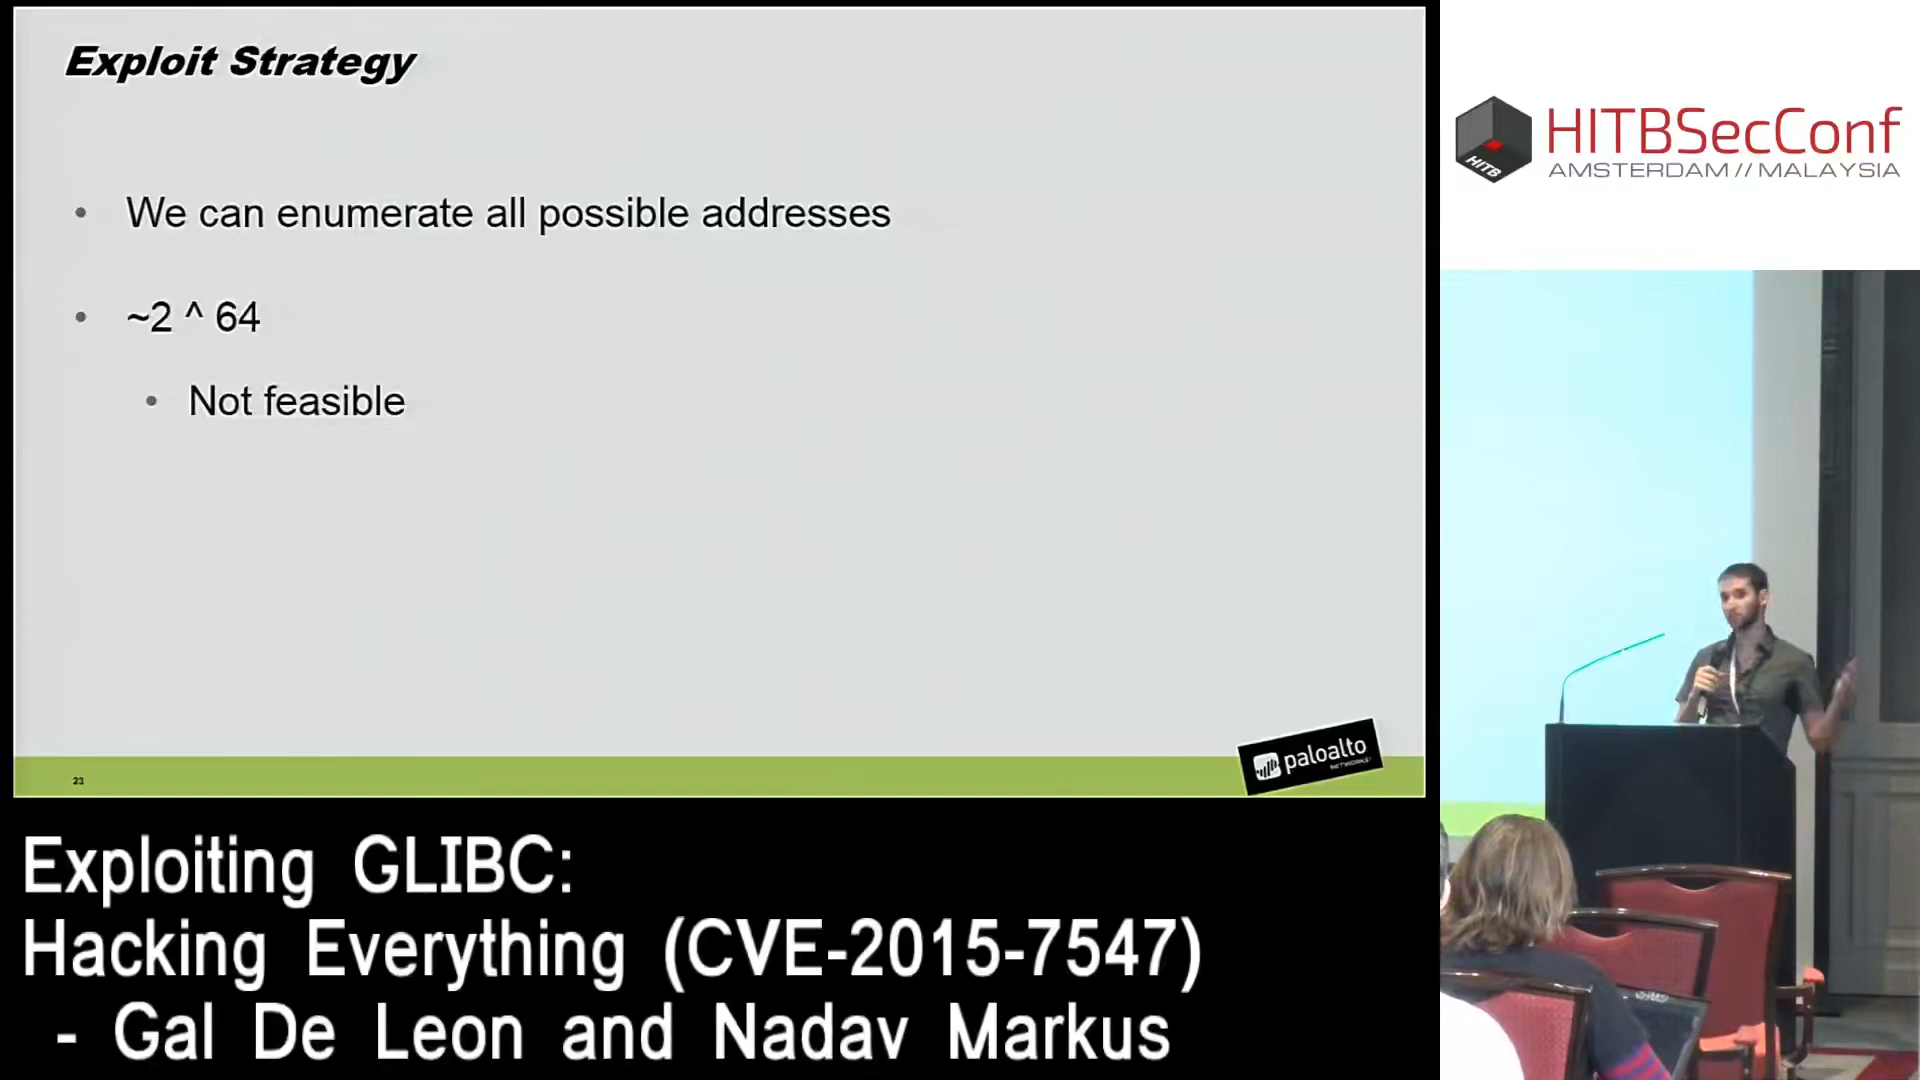 Exploit Strategy
• We can enumerate all possible addresses
• ~2 ^ 64
• Not feasible
23
paloalto
NETWORKS
HITBSecConf
AMSTERDAM // MALAYSIA
HITB
Exploiting GLIBC:
Hacking Everything (CVE-2015-7547)
- Gal De Leon and Nadav Markus